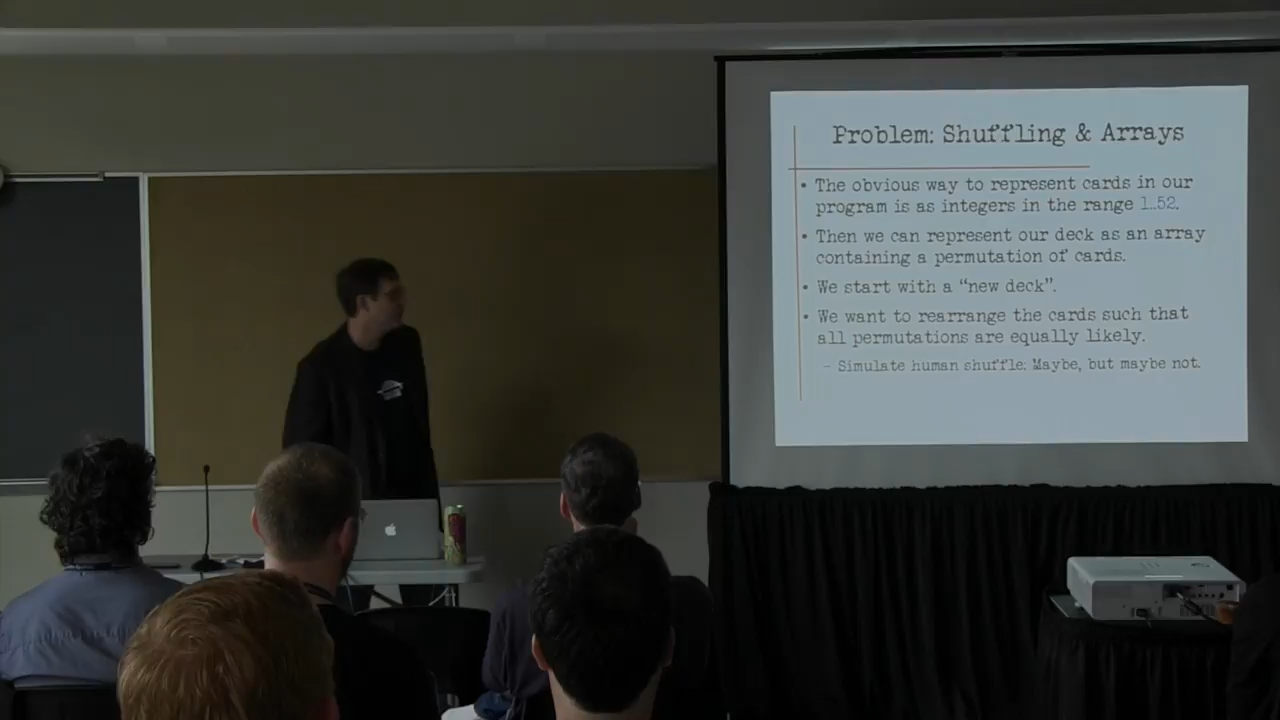 Problem: Shuffling & Arrays
• The obvious way to represent cards in our
program is as integers in the range 1..52.
• Then we can represent our deck as an array
containing a permutation of cards.
• We start with a “new deck”.
• We want to rearrange the cards such that
all permutations are equally likely.
– Simulate human shuffle: Maybe, but maybe not.